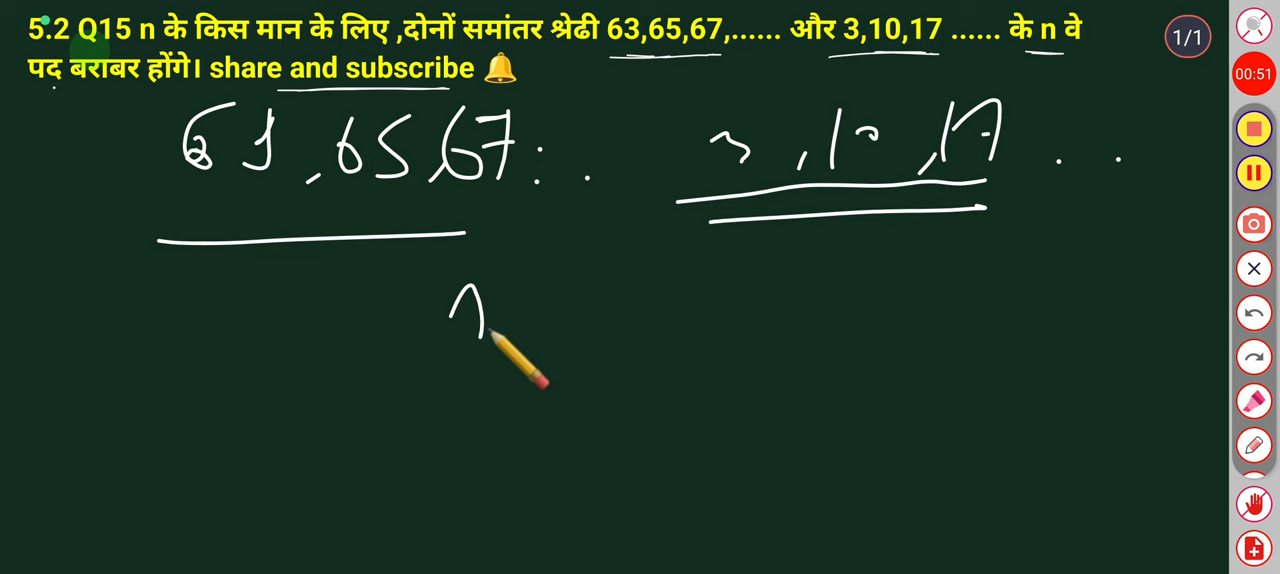 5.2 Q15 n के किस मान के लिए ,दोनों समांतर श्रेढी 63,65,67,...... और 3,10,17 ...... के n वे
पद बराबर होंगे। share and subscribe 🔔
1/1
00:51
63 , 65 , 67 : . 3 , 10 , 17 . .